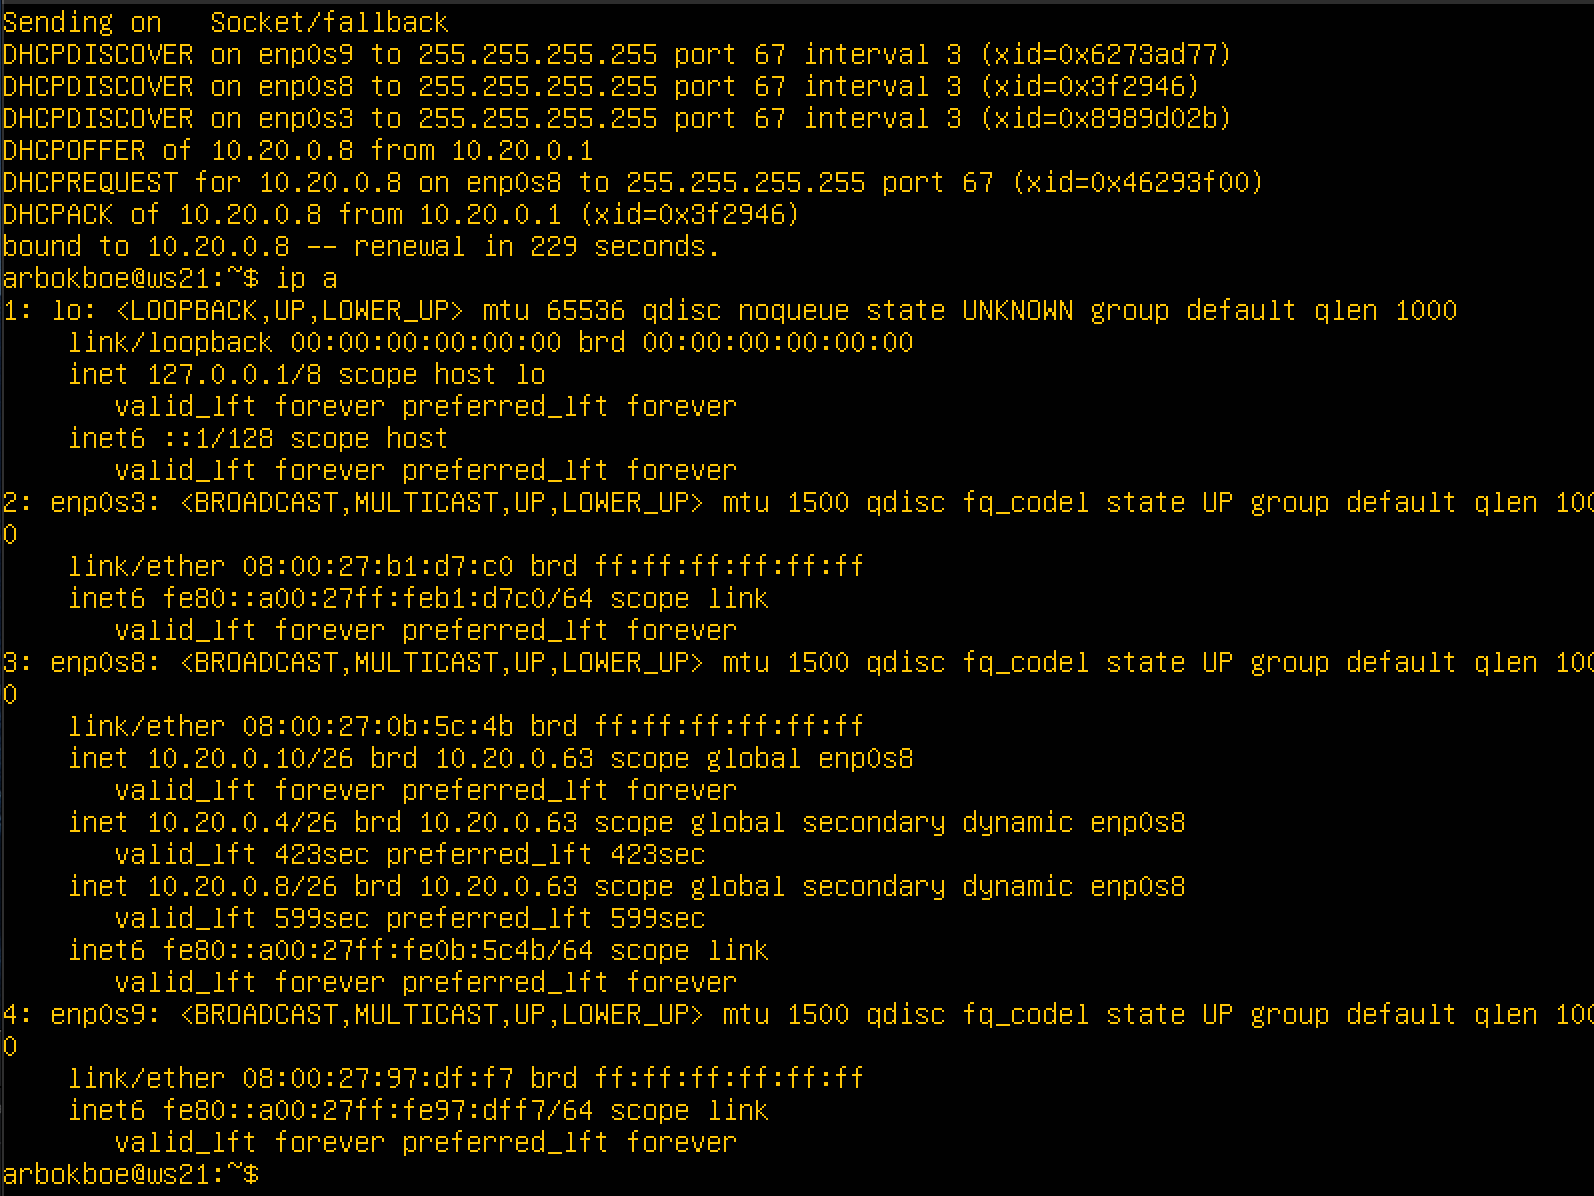 Sending on   Socket/fallback
DHCPDISCOVER on enp0s9 to 255.255.255.255 port 67 interval 3 (xid=0x6273ad77)
DHCPDISCOVER on enp0s8 to 255.255.255.255 port 67 interval 3 (xid=0x3f2946)
DHCPDISCOVER on enp0s3 to 255.255.255.255 port 67 interval 3 (xid=0x8989d02b)
DHCPOFFER of 10.20.0.8 from 10.20.0.1
DHCPREQUEST for 10.20.0.8 on enp0s8 to 255.255.255.255 port 67 (xid=0x46293f00)
DHCPACK of 10.20.0.8 from 10.20.0.1 (xid=0x3f2946)
bound to 10.20.0.8 -- renewal in 229 seconds.
arbokboe@ws21:~$ ip a
1: lo: <LOOPBACK,UP,LOWER_UP> mtu 65536 qdisc noqueue state UNKNOWN group default qlen 1000
    link/loopback 00:00:00:00:00:00 brd 00:00:00:00:00:00
    inet 127.0.0.1/8 scope host lo
       valid_lft forever preferred_lft forever
    inet6 ::1/128 scope host
       valid_lft forever preferred_lft forever
2: enp0s3: <BROADCAST,MULTICAST,UP,LOWER_UP> mtu 1500 qdisc fq_codel state UP group default qlen 100
0
    link/ether 08:00:27:b1:d7:c0 brd ff:ff:ff:ff:ff:ff
    inet6 fe80::a00:27ff:feb1:d7c0/64 scope link
       valid_lft forever preferred_lft forever
3: enp0s8: <BROADCAST,MULTICAST,UP,LOWER_UP> mtu 1500 qdisc fq_codel state UP group default qlen 100
0
    link/ether 08:00:27:0b:5c:4b brd ff:ff:ff:ff:ff:ff
    inet 10.20.0.10/26 brd 10.20.0.63 scope global enp0s8
       valid_lft forever preferred_lft forever
    inet 10.20.0.4/26 brd 10.20.0.63 scope global secondary dynamic enp0s8
       valid_lft 423sec preferred_lft 423sec
    inet 10.20.0.8/26 brd 10.20.0.63 scope global secondary dynamic enp0s8
       valid_lft 599sec preferred_lft 599sec
    inet6 fe80::a00:27ff:fe0b:5c4b/64 scope link
       valid_lft forever preferred_lft forever
4: enp0s9: <BROADCAST,MULTICAST,UP,LOWER_UP> mtu 1500 qdisc fq_codel state UP group default qlen 100
0
    link/ether 08:00:27:97:df:f7 brd ff:ff:ff:ff:ff:ff
    inet6 fe80::a00:27ff:fe97:dff7/64 scope link
       valid_lft forever preferred_lft forever
arbokboe@ws21:~$